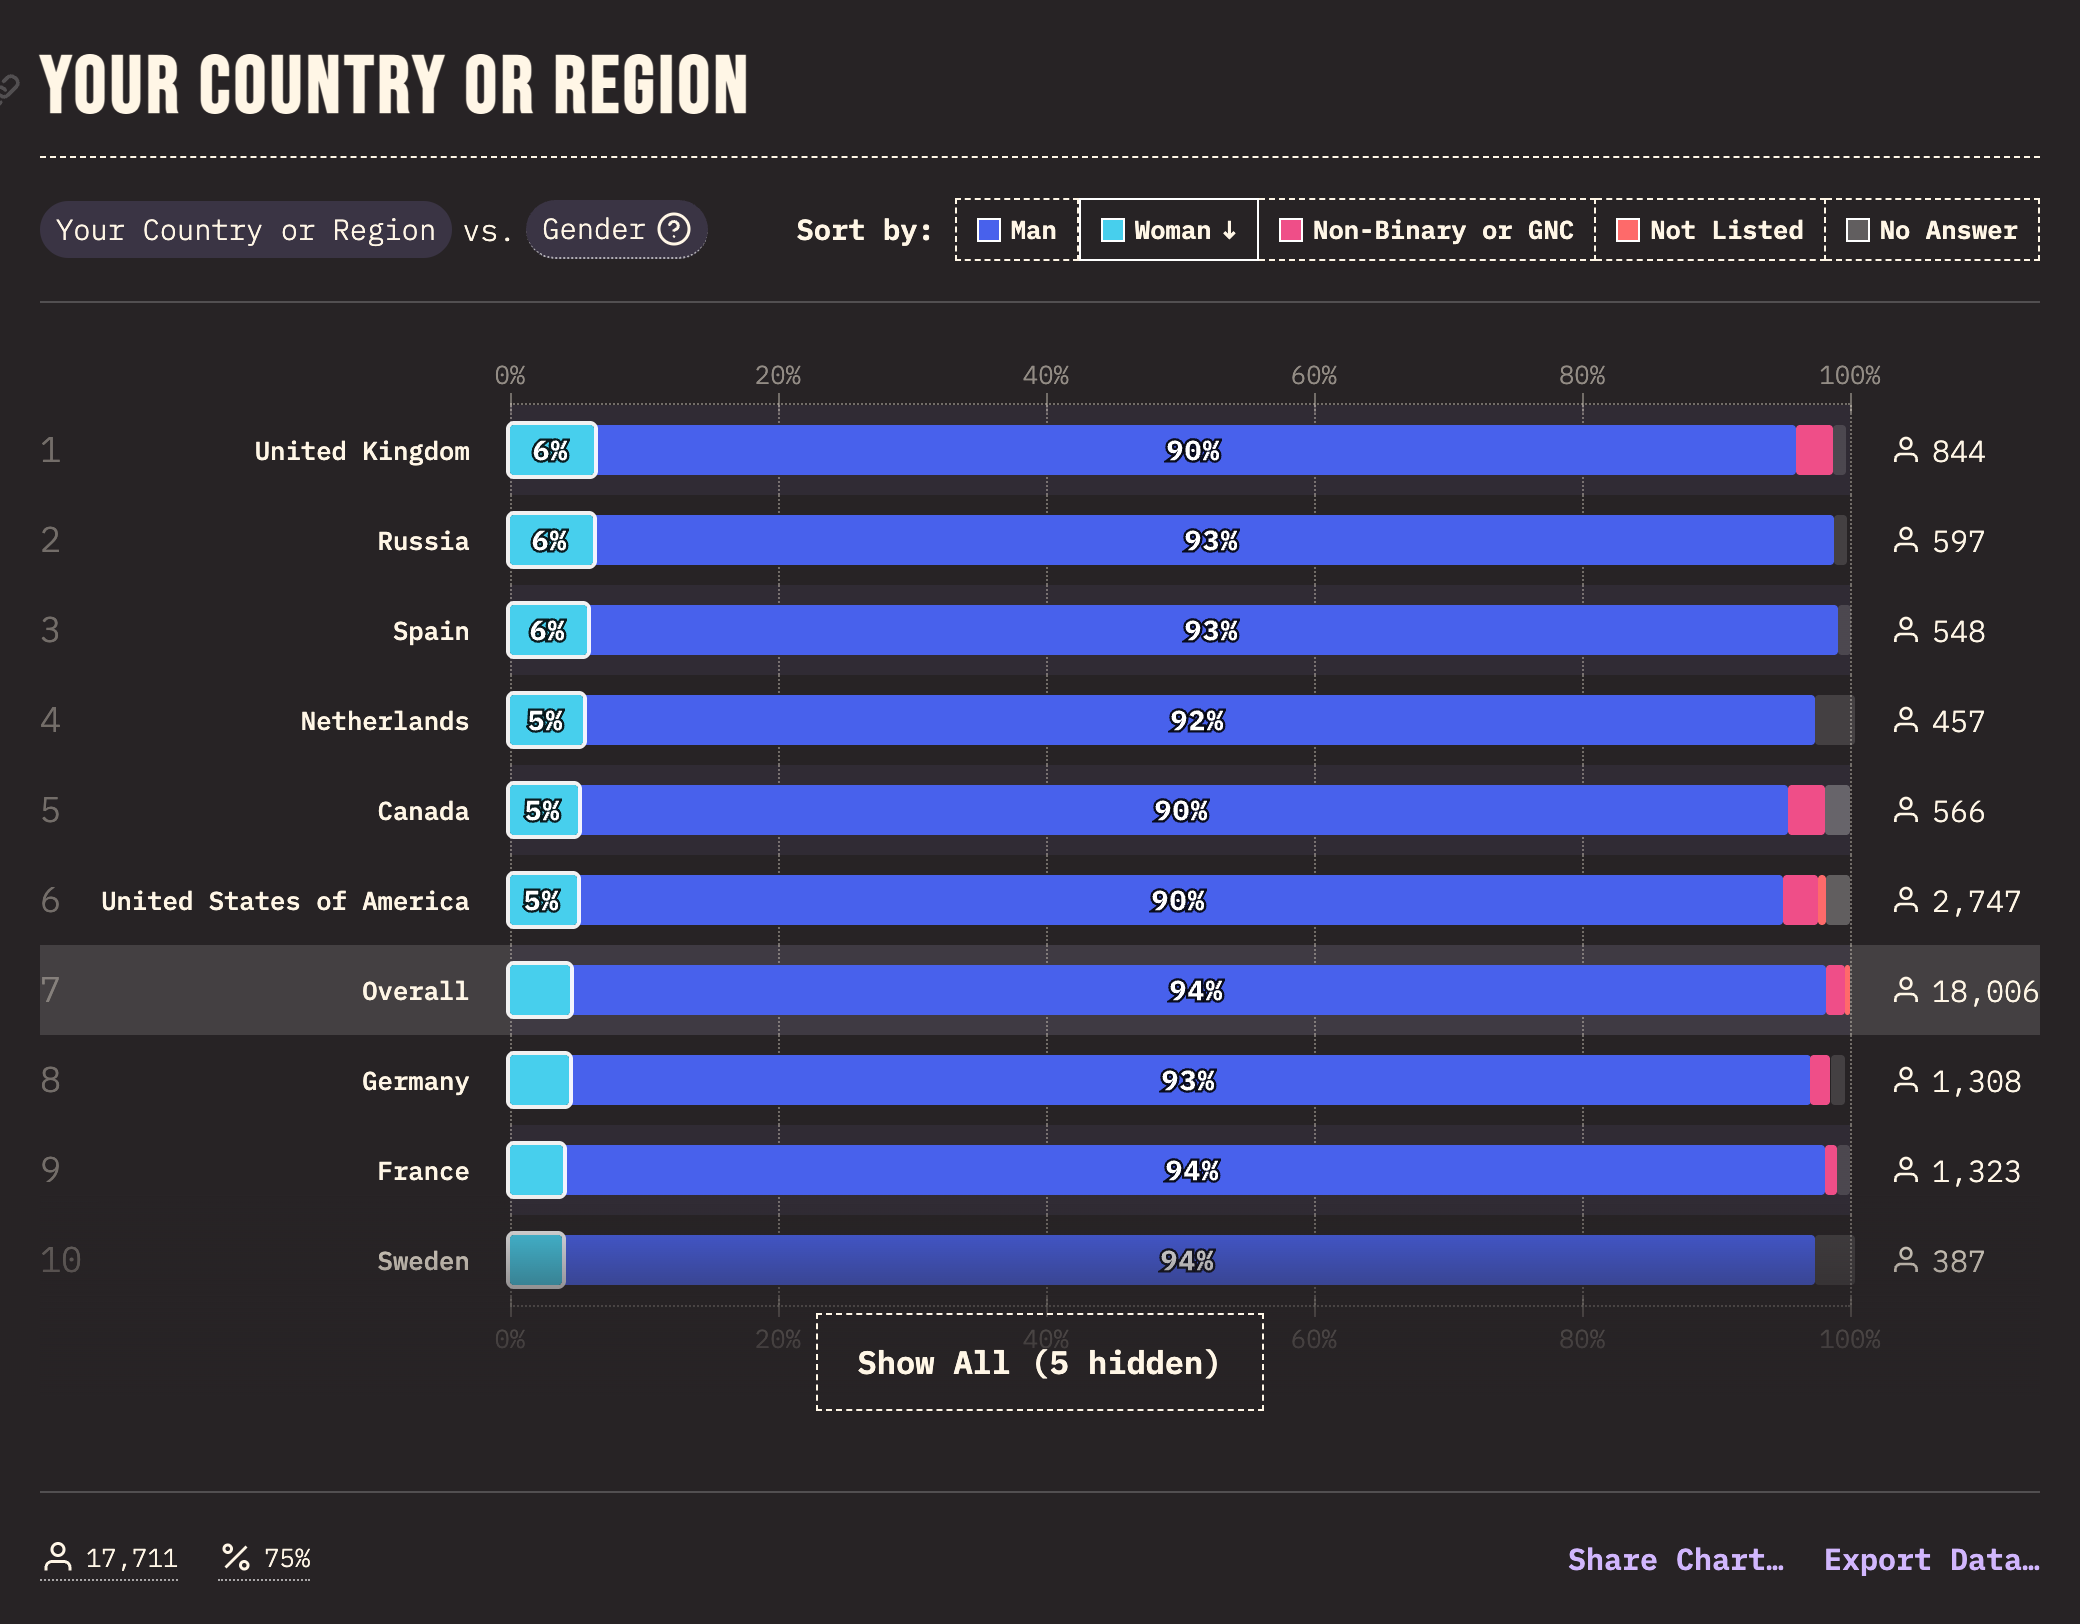 YOUR COUNTRY OR REGION
Your Country or Region vs. Gender ? Sort by: Man Woman ↓ Non-Binary or GNC Not Listed No Answer
0% 20% 40% 60% 80% 100%
1 United Kingdom 6% 90% 844
2 Russia 6% 93% 597
3 Spain 6% 93% 548
4 Netherlands 5% 92% 457
5 Canada 5% 90% 566
6 United States of America 5% 90% 2,747
7 Overall 94% 18,006
8 Germany 93% 1,308
9 France 94% 1,323
10 Sweden 94% 387
0% 20% 40% 60% 80% 100%
Show All (5 hidden)
17,711 % 75% Share Chart… Export Data…